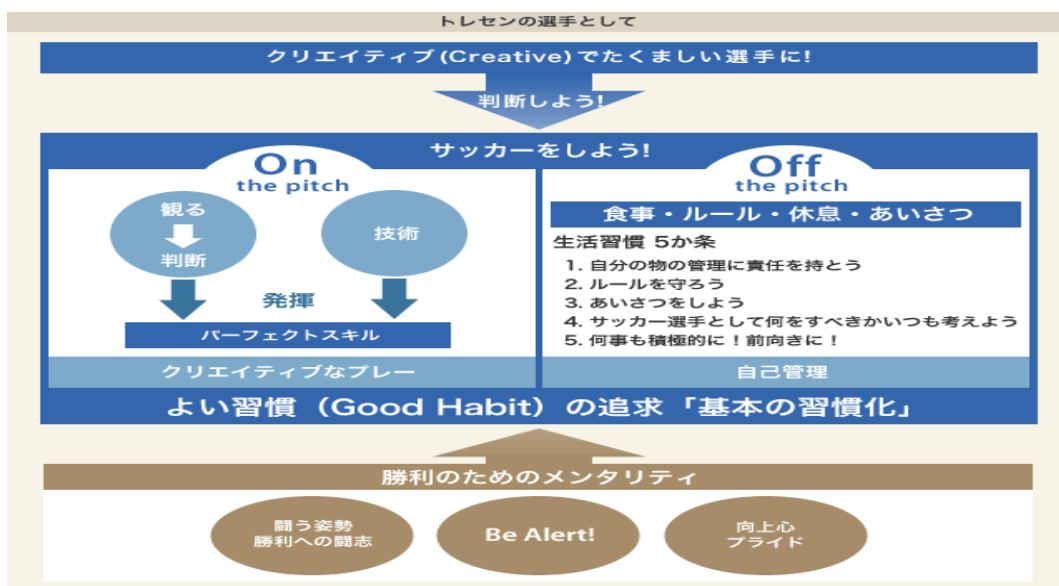 トレセンの選手として
クリエイティブ(Creative)でたくましい選手に!
判断しよう!
サッカーをしよう!
On
the pitch
観る
判断
技術
発揮
パーフェクトスキル
クリエイティブなプレー
Off
the pitch
食事・ルール・休息・あいさつ
生活習慣 5か条
1. 自分の物の管理に責任を持とう
2. ルールを守ろう
3. あいさつをしよう
4. サッカー選手として何をすべきかいつも考えよう
5. 何事も積極的に!前向きに!
自己管理
よい習慣(Good Habit)の追求「基本の習慣化」
勝利のためのメンタリティ
闘う姿勢
勝利への闘志
Be Alert!
向上心
プライド